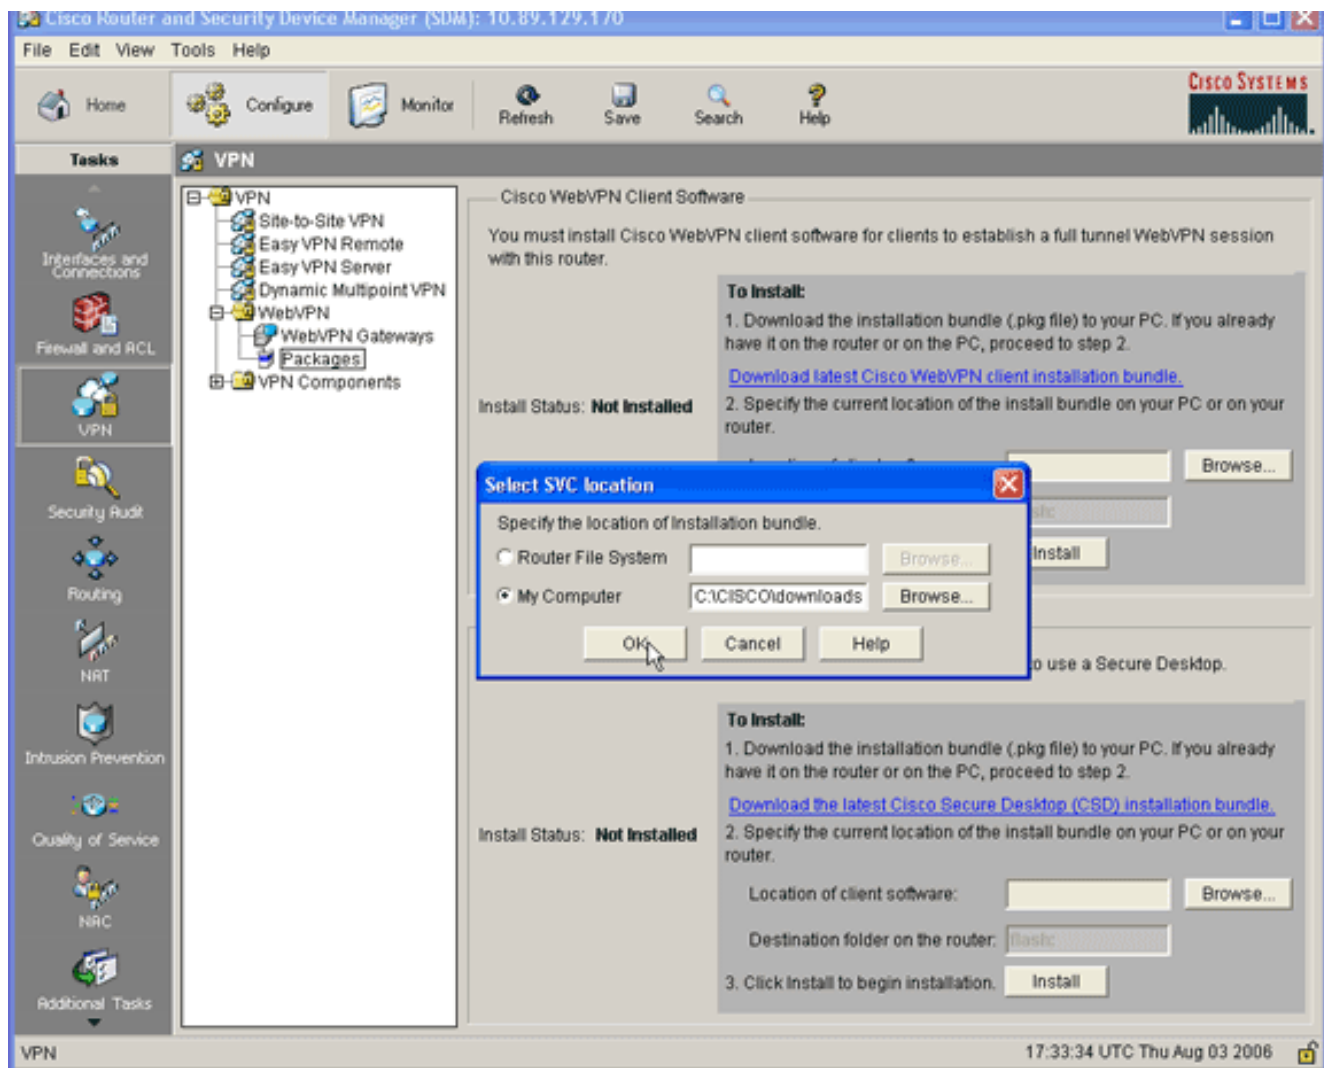 Cisco Router and Security Device Manager (SDM): 10.89.129.170
File Edit View Tools Help
Home Configure Monitor Refresh Save Search Help
CISCO SYSTEMS
Tasks
VPN
Interfaces and
Connections
Firewall and ACL
VPN
Security Audit
Routing
NAT
Intrusion Prevention
Quality of Service
NAC
Additional Tasks
VPN
Site-to-Site VPN
Easy VPN Remote
Easy VPN Server
Dynamic Multipoint VPN
WebVPN
WebVPN Gateways
Packages
VPN Components
Cisco WebVPN Client Software
You must install Cisco WebVPN client software for clients to establish a full tunnel WebVPN session
with this router.
Install Status: Not Installed
To Install:
1. Download the installation bundle (.pkg file) to your PC. If you already
have it on the router or on the PC, proceed to step 2.
Download latest Cisco WebVPN client installation bundle.
2. Specify the current location of the install bundle on your PC or on your
router.
Browse...
Install
Select SVC location
Specify the location of Installation bundle.
Router File System Browse...
My Computer C:\CISCO\downloads Browse...
OK Cancel Help
to use a Secure Desktop.
Install Status: Not Installed
To Install:
1. Download the installation bundle (.pkg file) to your PC. If you already
have it on the router or on the PC, proceed to step 2.
Download the latest Cisco Secure Desktop (CSD) installation bundle.
2. Specify the current location of the install bundle on your PC or on your
router.
Location of client software: Browse...
Destination folder on the router: flash:
3. Click Install to begin installation. Install
VPN
17:33:34 UTC Thu Aug 03 2006